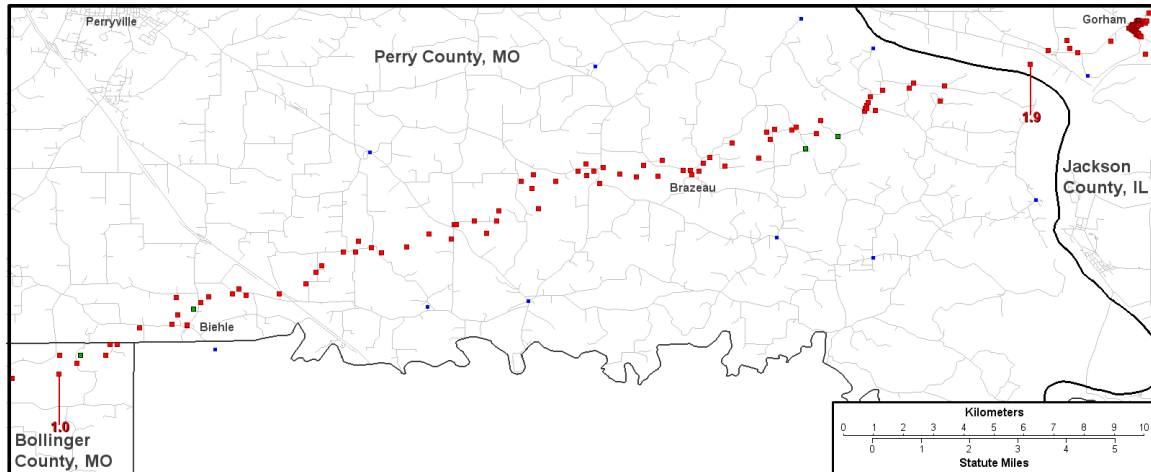 Perryville
Gorham
Perry County, MO
1.9
Jackson
County, IL
Brazeau
Biehle
1.0
Bollinger
County, MO
Kilometers
0 1 2 3 4 5 6 7 8 9 10
0 1 2 3 4 5
Statute Miles